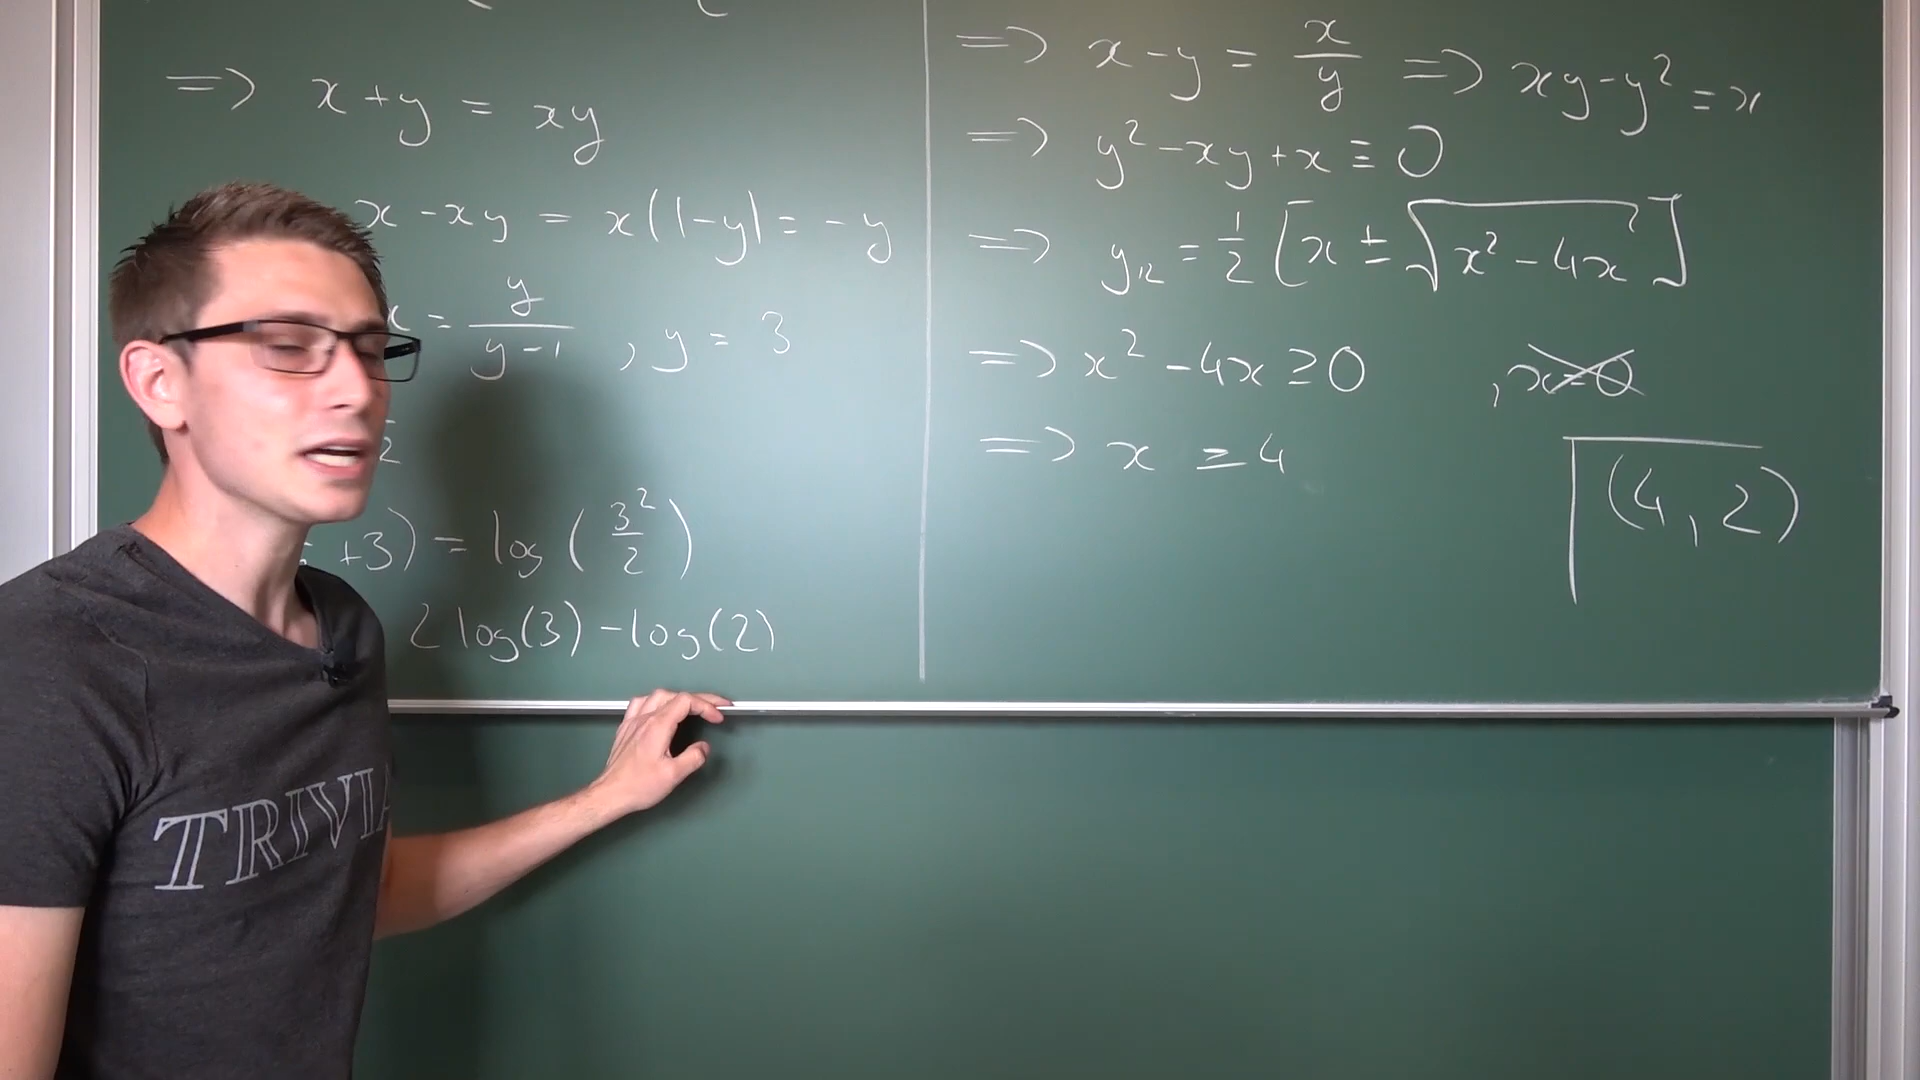 => x + y = xy
x - xy = x(1-y) = -y
x = y/(y-1) , y = 3
2
+3) = log(3²/2)
2log(3) - log(2)
=> x - y = x/y => xy - y² = x
=> y² - xy + x = 0
=> y₁₂ = 1/2 [x ± √(x² - 4x)]
=> x² - 4x ≥ 0 , x = 0
=> x ≥ 4
(4, 2)
TRIVIA